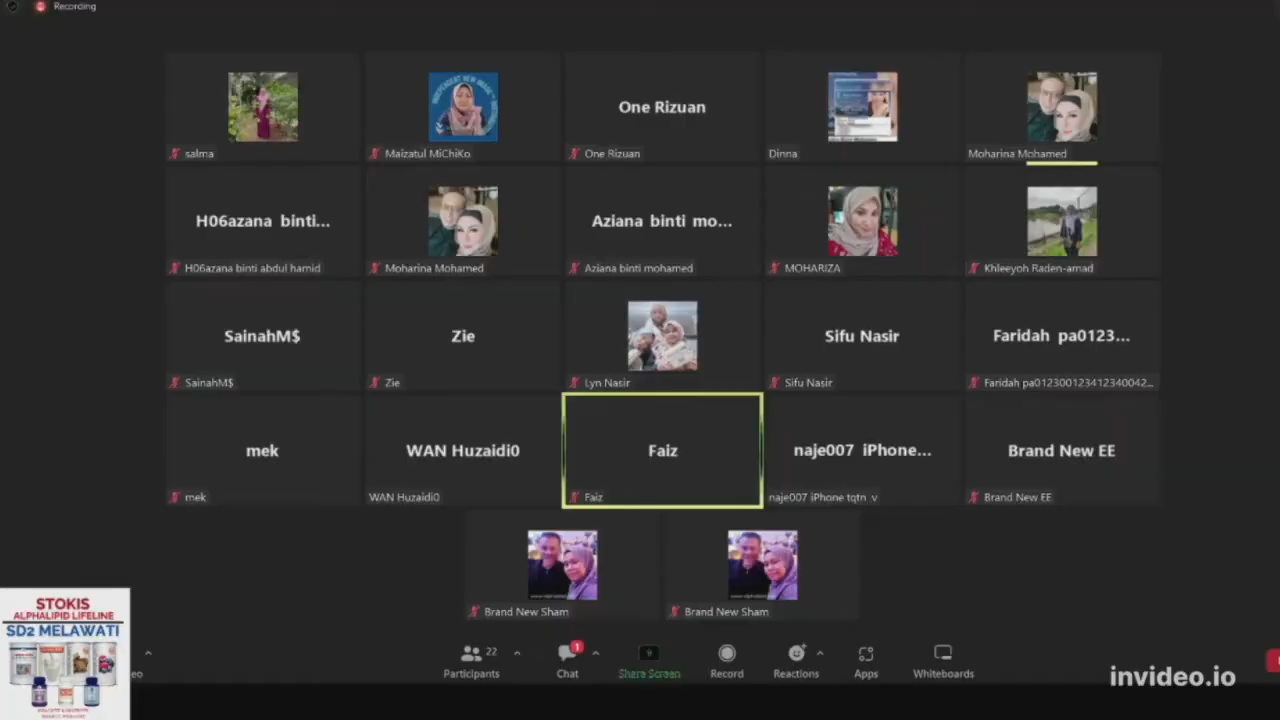 Recording
One Rizuan
salma
Maizatul MiChiKo
One Rizuan
Dinna
Moharina Mohamed
H06azana binti...
Aziana binti mo...
H06azana binti abdul hamid
Moharina Mohamed
Aziana binti mohamed
MOHARIZA
Khleeyoh Raden-amad
SainahM$
Zie
Sifu Nasir
Faridah pa0123...
SainahM$
Zie
Lyn Nasir
Sifu Nasir
Faridah pa012300123412340042...
mek
WAN Huzaidi0
Faiz
naje007 iPhone...
Brand New EE
mek
WAN Huzaidi0
Faiz
naje007 iPhone tqtn :v
Brand New EE
Brand New Sham
Brand New Sham
STOKIS
ALPHALIPID LIFELINE
SD2 MELAWATI
eo
22
1
Participants
Chat
Share Screen
Record
Reactions
Apps
Whiteboards
invideo.io